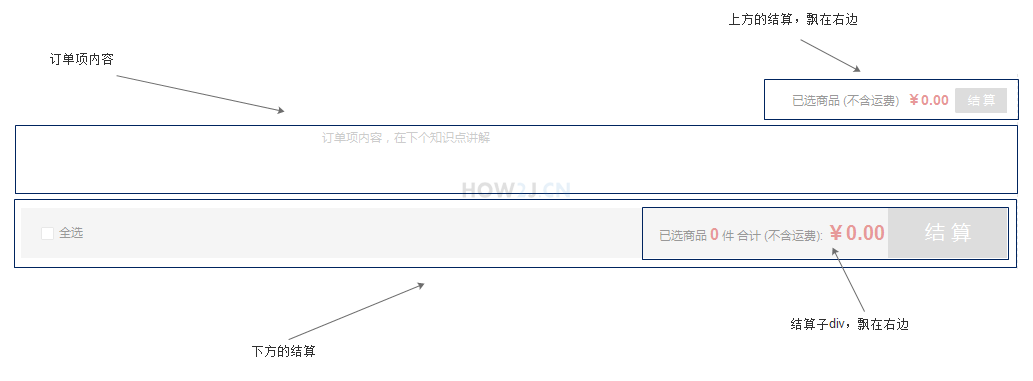 上方的结算，飘在右边
订单项内容
已选商品 (不含运费) ￥0.00 结 算
订单项内容，在下个知识点讲解
HOW2J.CN
全选
已选商品 0 件 合计 (不含运费): ￥0.00 结 算
结算子div，飘在右边
下方的结算